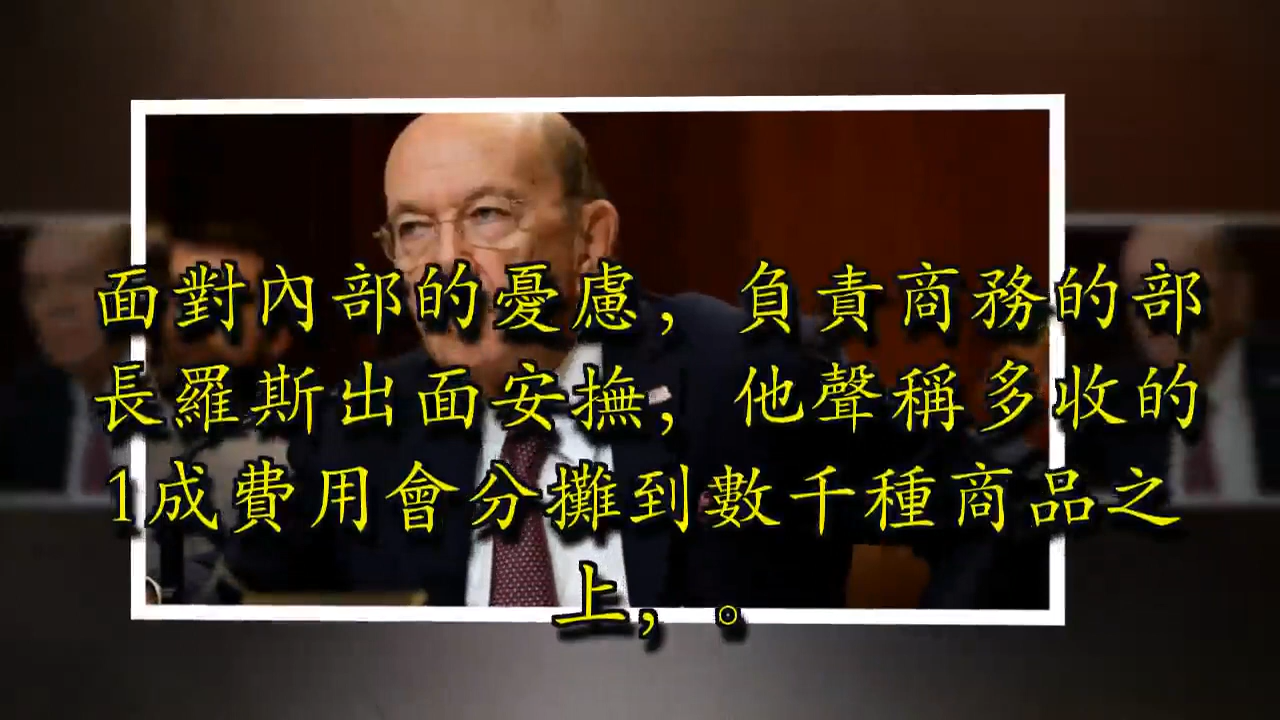 面對內部的憂慮，負責商務的部
長羅斯出面安撫，他聲稱多收的
1成費用會分攤到數千種商品之
上，。